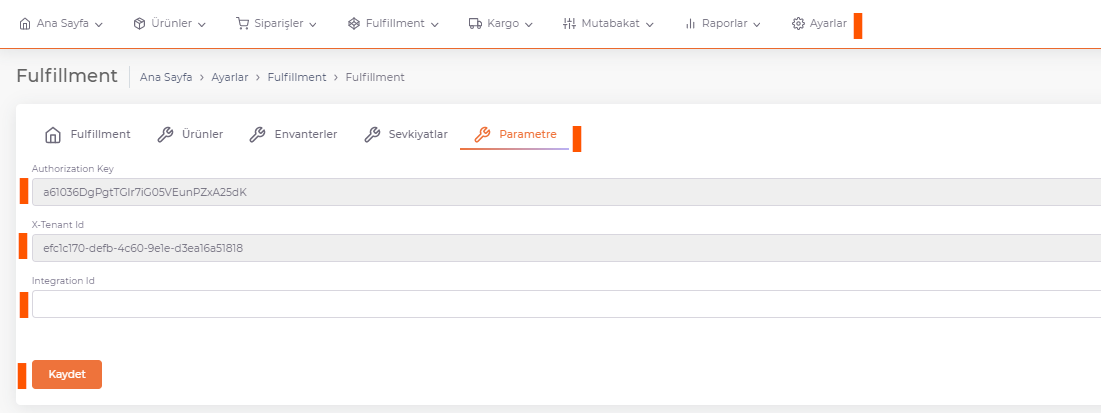 Ana Sayfa Ürünler Siparişler Fulfillment Kargo Mutabakat Raporlar Ayarlar
Fulfillment Ana Sayfa > Ayarlar > Fulfillment > Fulfillment
Fulfillment Ürünler Envanterler Sevkiyatlar Parametre
Authorization Key
a61036DgPgtTGIr7iG05VEunPZxA25dK
X-Tenant Id
efc1c170-defb-4c60-9e1e-d3ea16a51818
Integration Id
Kaydet